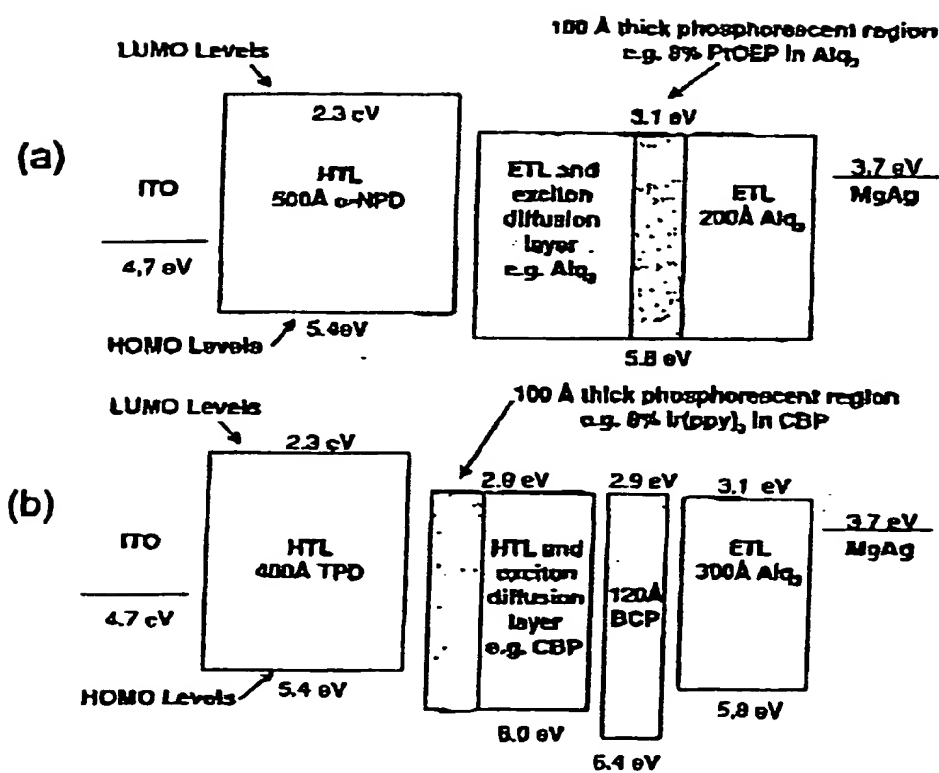 100 Å thick phosphorescent region
e.g. 8% PtOEP in Alq₃
LUMO Levels
(a)
2.3 eV
3.1 eV
ITO
HTL
500Å α-NPD
ETL and
exciton
diffusion
layer
e.g. Alq₃
ETL
200Å Alq₃
3.7 eV
MgAg
4.7 eV
5.4eV
HOMO Levels
5.8 eV
100 Å thick phosphorescent region
e.g. 8% Ir(ppy)₃ in CBP
LUMO Levels
(b)
2.3 eV
2.8 eV
2.9 eV
3.1 eV
ITO
HTL
400Å TPD
HTL and
exciton
diffusion
layer
e.g. CBP
120Å
BCP
ETL
300Å Alq₃
3.7 eV
MgAg
4.7 eV
5.4 eV
HOMO Levels
6.0 eV
6.4 eV
5.8 eV